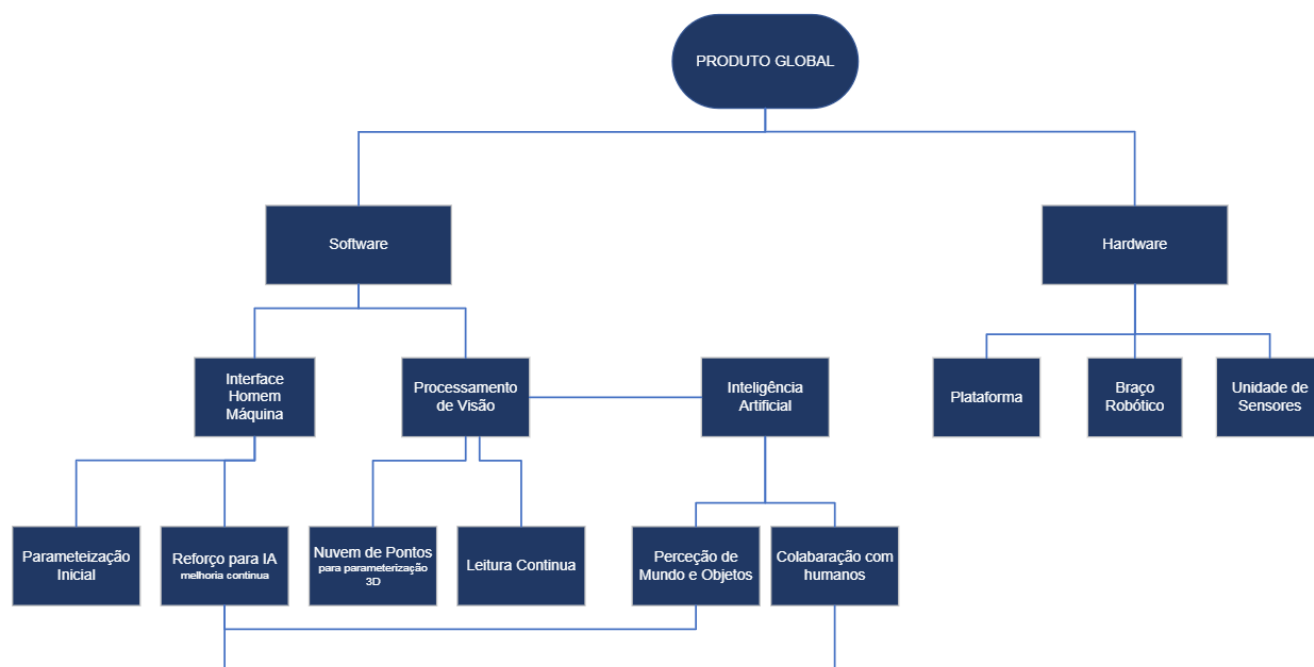 PRODUTO GLOBAL
Software
Hardware
Interface
Homem
Máquina
Processamento
de Visão
Inteligência
Artificial
Plataforma
Braço
Robótico
Unidade de
Sensores
Parameteização
Inicial
Reforço para IA
melhoria continua
Nuvem de Pontos
para parameterização
3D
Leitura Continua
Perceção de
Mundo e Objetos
Colabaração com
humanos